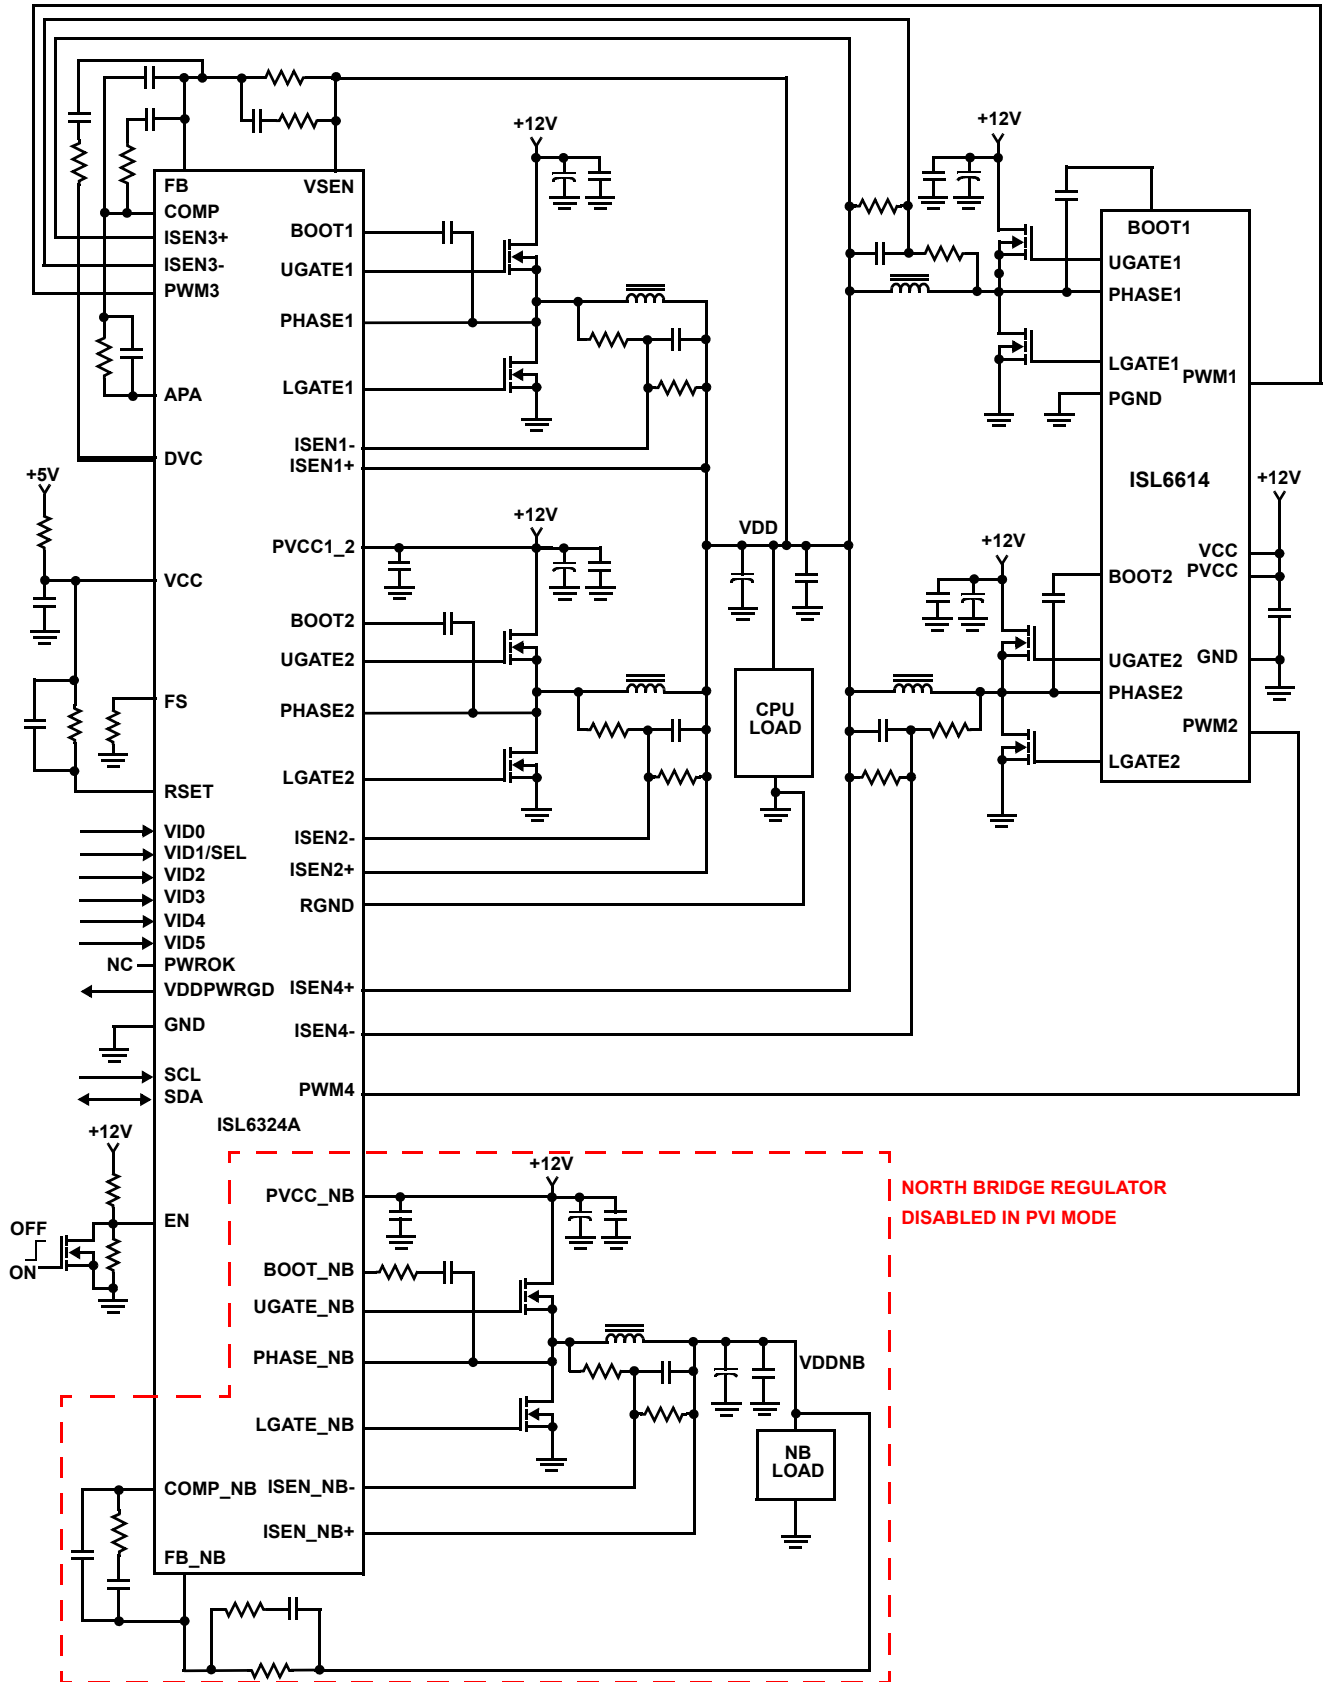 FB
VSEN
COMP
ISEN3+
ISEN3-
PWM3
APA
DVC
+5V
VCC
FS
RSET
VID0
VID1/SEL
VID2
VID3
VID4
VID5
NC
PWROK
VDDPWRGD
GND
SCL
SDA
ISL6324A
+12V
EN
OFF
ON
COMP_NB
FB_NB
BOOT1
UGATE1
PHASE1
LGATE1
ISEN1-
ISEN1+
PVCC1_2
BOOT2
UGATE2
PHASE2
LGATE2
ISEN2-
ISEN2+
RGND
ISEN4+
ISEN4-
PWM4
PVCC_NB
BOOT_NB
UGATE_NB
PHASE_NB
LGATE_NB
ISEN_NB-
ISEN_NB+
+12V
+12V
+12V
VDD
CPU
LOAD
VDDNB
NB
LOAD
NORTH BRIDGE REGULATOR
DISABLED IN PVI MODE
+12V
+12V
BOOT1
UGATE1
PHASE1
LGATE1
PWM1
PGND
ISL6614
+12V
VCC
PVCC
BOOT2
UGATE2
GND
PHASE2
PWM2
LGATE2